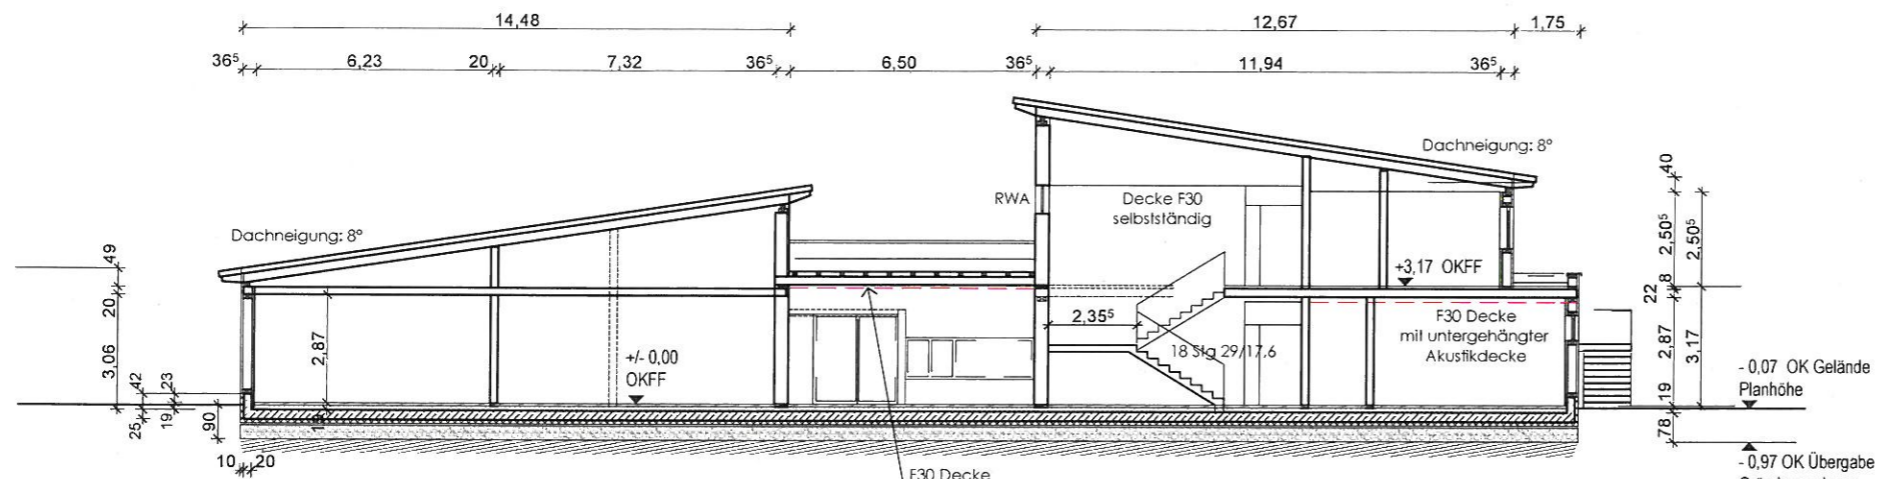 14,48
12,67
1,75
36⁵
6,23
20
7,32
36⁵
6,50
36⁵
11,94
36⁵
Dachneigung: 8°
Dachneigung: 8°
RWA
Decke F30
selbstständig
+3,17 OKFF
40
2,50⁵
2,50⁵
8
22
2,87
3,17
19
78
49
20
3,06
42
23
19
25
90
2,87
+/- 0,00
OKFF
2,35⁵
18 Stg 29/17,6
F30 Decke
mit untergehängter
Akustikdecke
- 0,07 OK Gelände
Planhöhe
- 0,97 OK Übergabe
10
20
F30 Decke